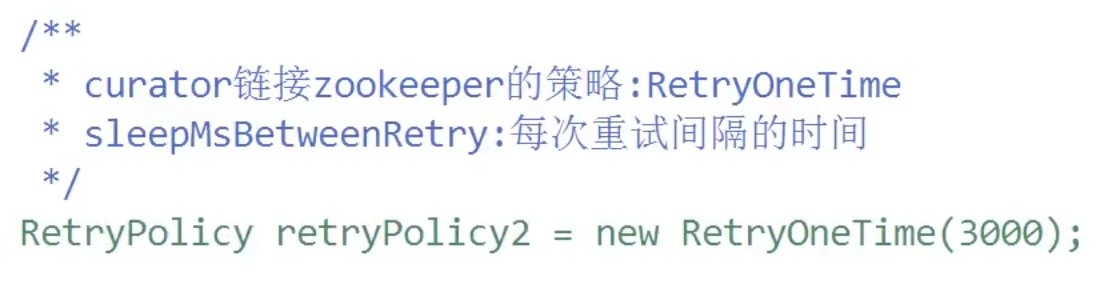 /**
 * curator链接zookeeper的策略:RetryOneTime
 * sleepMsBetweenRetry:每次重试间隔的时间
 */
RetryPolicy retryPolicy2 = new RetryOneTime(3000);